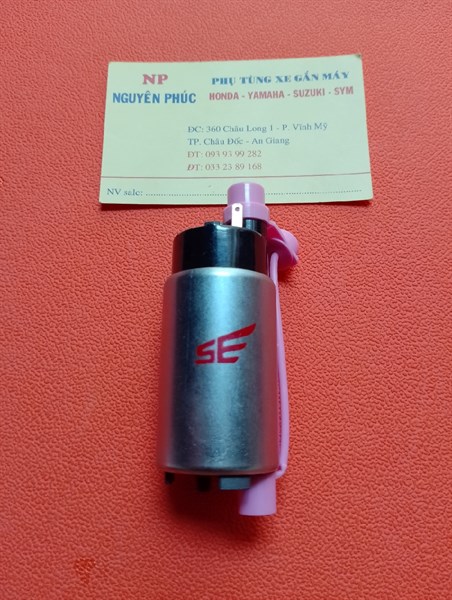 NP
NGUYÊN PHÚC
PHỤ TÙNG XE GẮN MÁY
HONDA - YAMAHA - SUZUKI - SYM
ĐC: 360 Châu Long 1 - P. Vĩnh Mỹ
TP. Châu Đốc - An Giang
ĐT: 093 93 99 282
ĐT: 033 25 89 168
NV sale:
SE